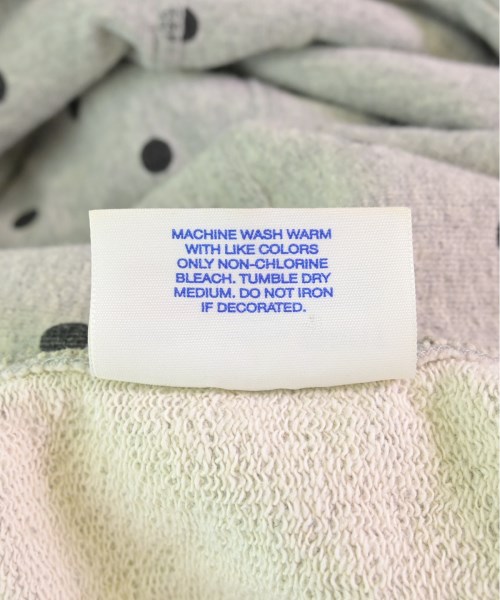 MACHINE WASH WARM
WITH LIKE COLORS
ONLY NON-CHLORINE
BLEACH. TUMBLE DRY
MEDIUM. DO NOT IRON
IF DECORATED.